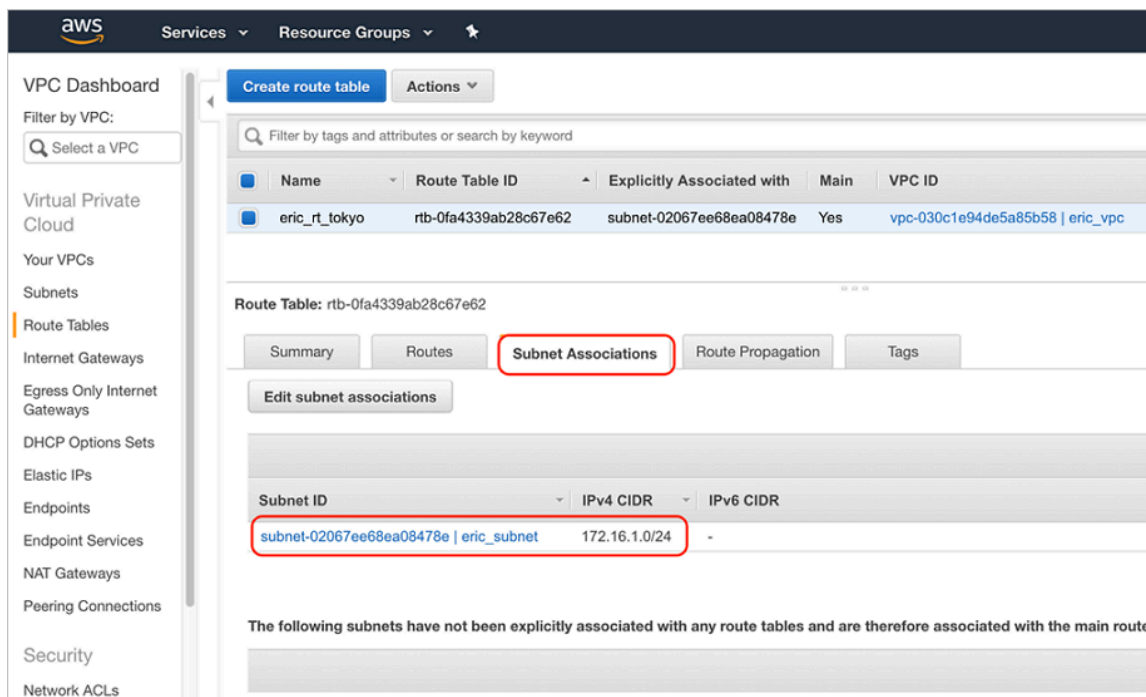 aws Services Resource Groups
VPC Dashboard
Filter by VPC:
Select a VPC
Virtual Private
Cloud
Your VPCs
Subnets
Route Tables
Internet Gateways
Egress Only Internet
Gateways
DHCP Options Sets
Elastic IPs
Endpoints
Endpoint Services
NAT Gateways
Peering Connections
Security
Network ACLs
Create route table Actions
Filter by tags and attributes or search by keyword
Name Route Table ID Explicitly Associated with Main VPC ID
eric_rt_tokyo rtb-0fa4339ab28c67e62 subnet-02067ee68ea08478e Yes vpc-030c1e94de5a85b58 | eric_vpc
Route Table: rtb-0fa4339ab28c67e62
Summary Routes Subnet Associations Route Propagation Tags
Edit subnet associations
Subnet ID IPv4 CIDR IPv6 CIDR
subnet-02067ee68ea08478e | eric_subnet 172.16.1.0/24 -
The following subnets have not been explicitly associated with any route tables and are therefore associated with the main route